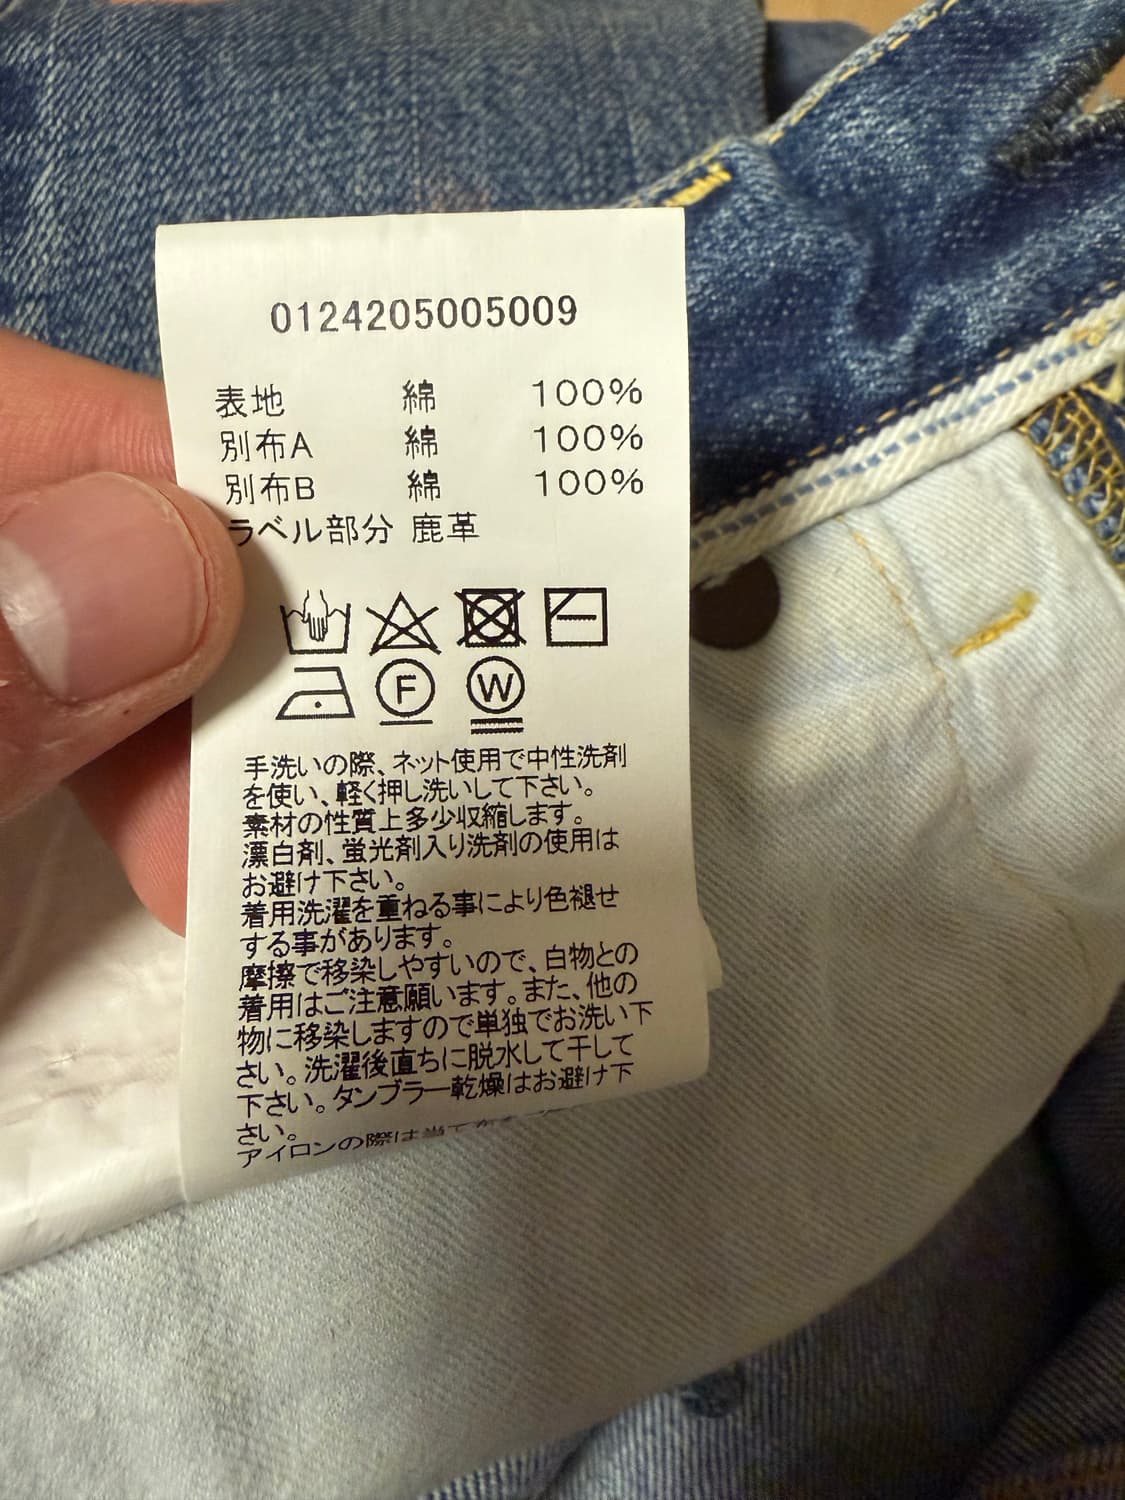 0124205005009
表地 綿 100%
別布A 綿 100%
別布B 綿 100%
ラベル部分 鹿革
F W
手洗いの際、ネット使用で中性洗剤
を使い、軽く押し洗いして下さい。
素材の性質上多少収縮します。
漂白剤、蛍光剤入り洗剤の使用は
お避け下さい。
着用洗濯を重ねる事により色褪せ
する事があります。
摩擦で移染しやすいので、白物との
着用はご注意願います。また、他の
物に移染しますので単独でお洗い下
さい。洗濯後直ちに脱水して干して
下さい。タンブラー乾燥はお避け下
さい。
アイロンの際は当て